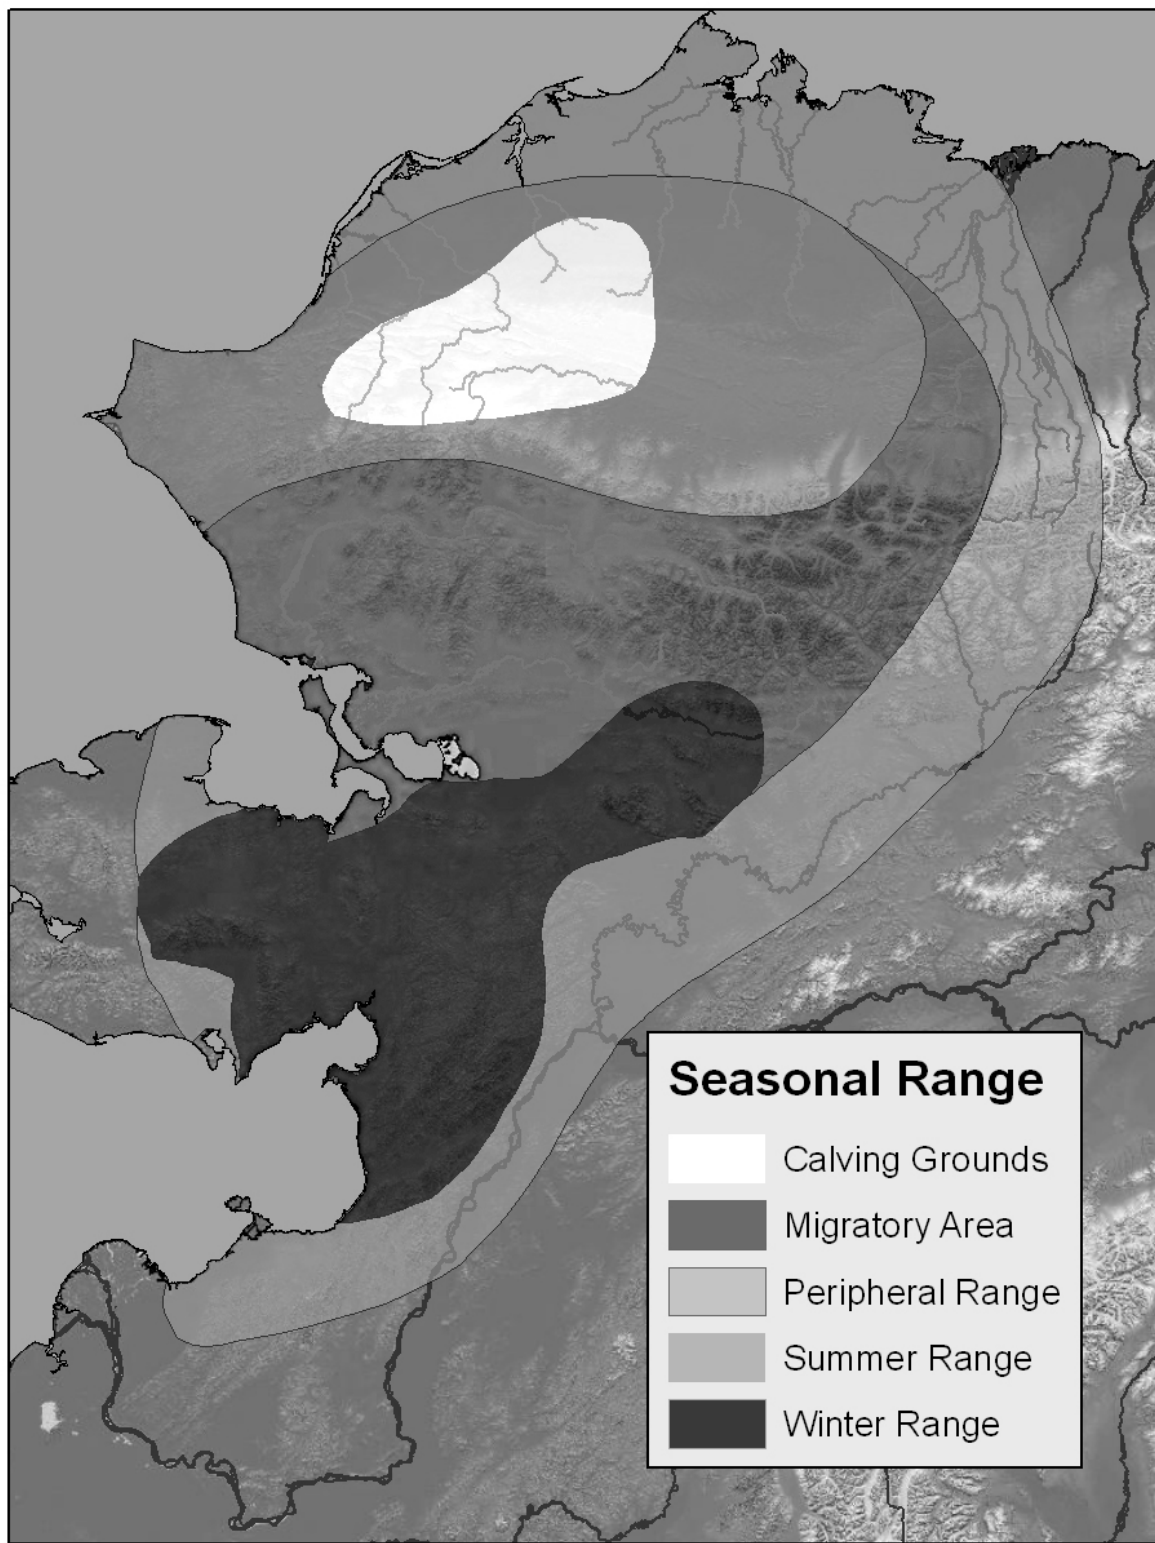 Seasonal Range
Calving Grounds
Migratory Area
Peripheral Range
Summer Range
Winter Range